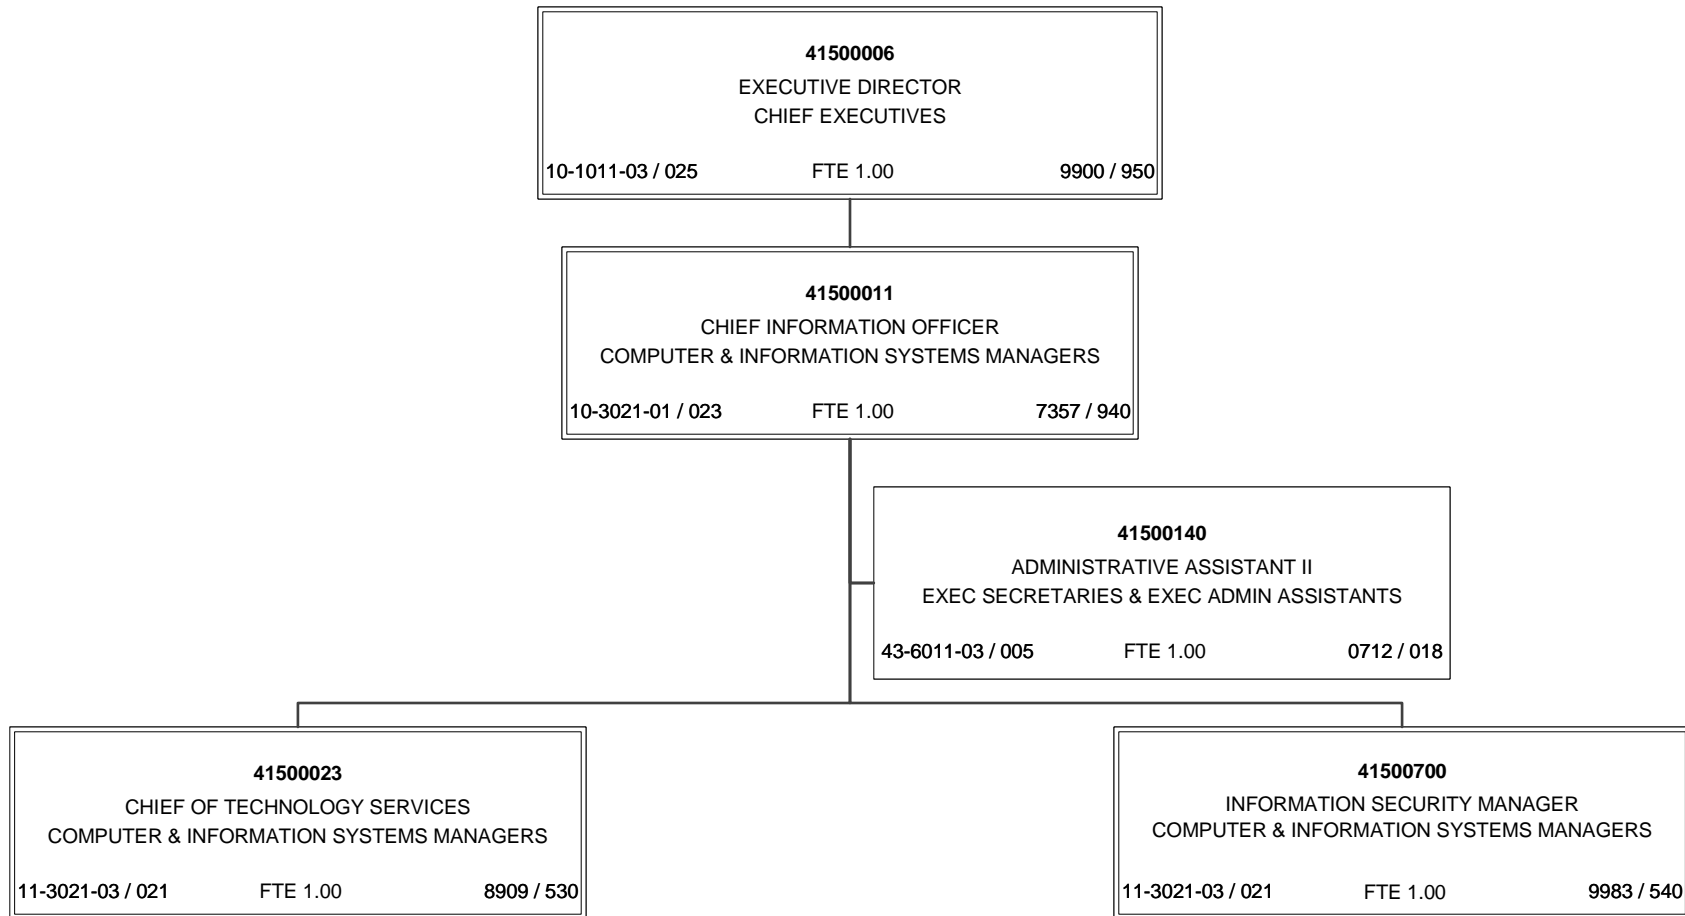 41500006
EXECUTIVE DIRECTOR
CHIEF EXECUTIVES
10-1011-03 / 025 FTE 1.00 9900 / 950
41500011
CHIEF INFORMATION OFFICER
COMPUTER & INFORMATION SYSTEMS MANAGERS
10-3021-01 / 023 FTE 1.00 7357 / 940
41500140
ADMINISTRATIVE ASSISTANT II
EXEC SECRETARIES & EXEC ADMIN ASSISTANTS
43-6011-03 / 005 FTE 1.00 0712 / 018
41500023
CHIEF OF TECHNOLOGY SERVICES
COMPUTER & INFORMATION SYSTEMS MANAGERS
11-3021-03 / 021 FTE 1.00 8909 / 530
41500700
INFORMATION SECURITY MANAGER
COMPUTER & INFORMATION SYSTEMS MANAGERS
11-3021-03 / 021 FTE 1.00 9983 / 540